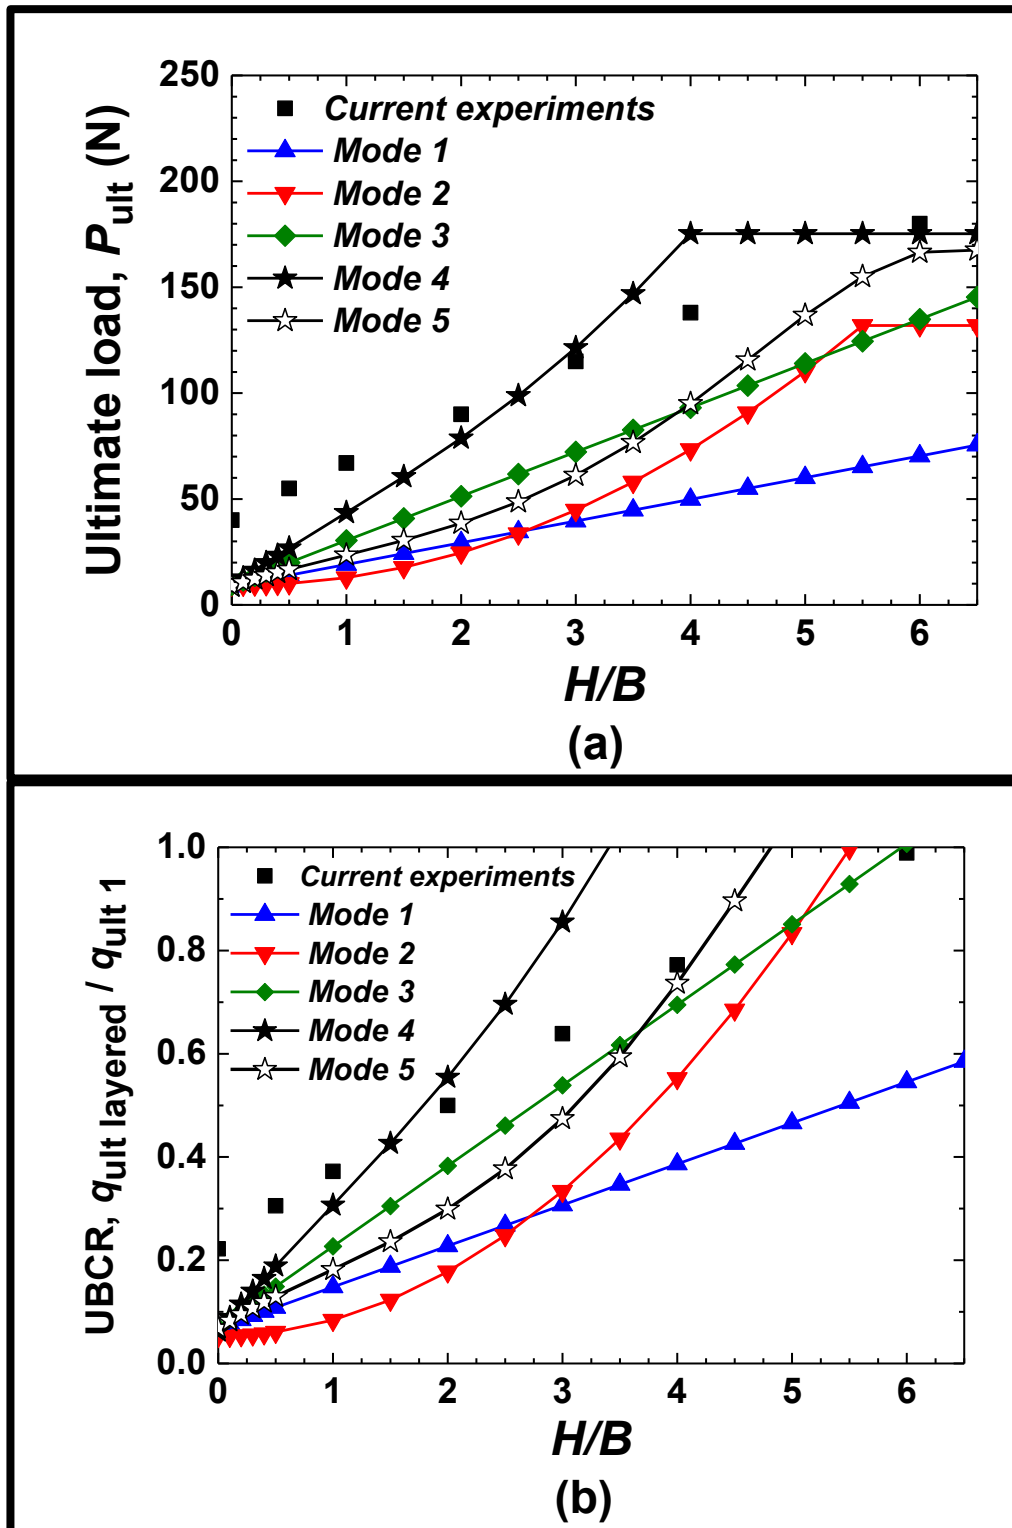 250
200
150
100
50
0
Ultimate load, Pult (N)
Current experiments
Mode 1
Mode 2
Mode 3
Mode 4
Mode 5
0 1 2 3 4 5 6
H/B
(a)
1.0
0.8
0.6
0.4
0.2
0.0
UBCR, qult layered / qult 1
Current experiments
Mode 1
Mode 2
Mode 3
Mode 4
Mode 5
0 1 2 3 4 5 6
H/B
(b)